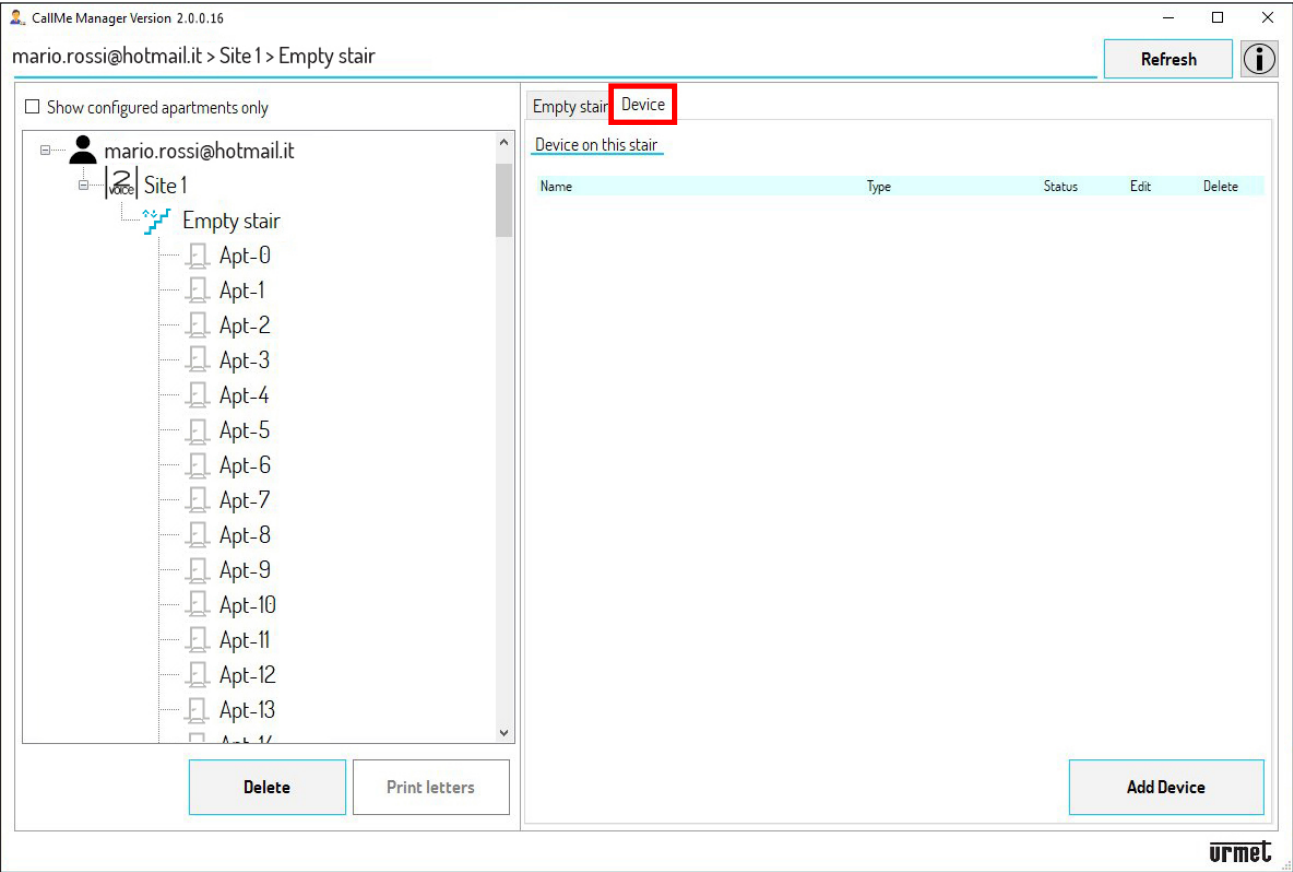 CallMe Manager Version 2.0.0.16
mario.rossi@hotmail.it > Site 1 > Empty stair
Refresh
Show configured apartments only
mario.rossi@hotmail.it
2 voice Site 1
Empty stair
Apt-0
Apt-1
Apt-2
Apt-3
Apt-4
Apt-5
Apt-6
Apt-7
Apt-8
Apt-9
Apt-10
Apt-11
Apt-12
Apt-13
Apt-14
Delete
Print letters
Empty stair Device
Device on this stair
Name Type Status Edit Delete
Add Device
urmet